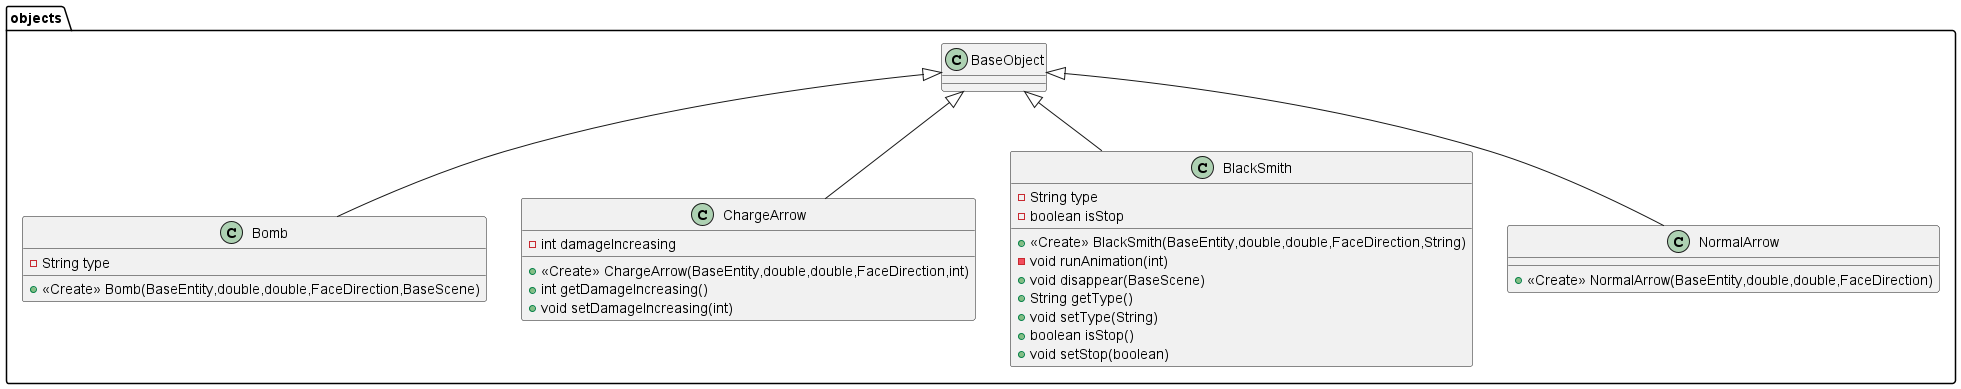 objects
C BaseObject
C Bomb
String type
«Create» Bomb(BaseEntity,double,double,FaceDirection,BaseScene)
C ChargeArrow
int damageIncreasing
«Create» ChargeArrow(BaseEntity,double,double,FaceDirection,int)
int getDamageIncreasing()
void setDamageIncreasing(int)
C BlackSmith
String type
boolean isStop
«Create» BlackSmith(BaseEntity,double,double,FaceDirection,String)
void runAnimation(int)
void disappear(BaseScene)
String getType()
void setType(String)
boolean isStop()
void setStop(boolean)
C NormalArrow
«Create» NormalArrow(BaseEntity,double,double,FaceDirection)